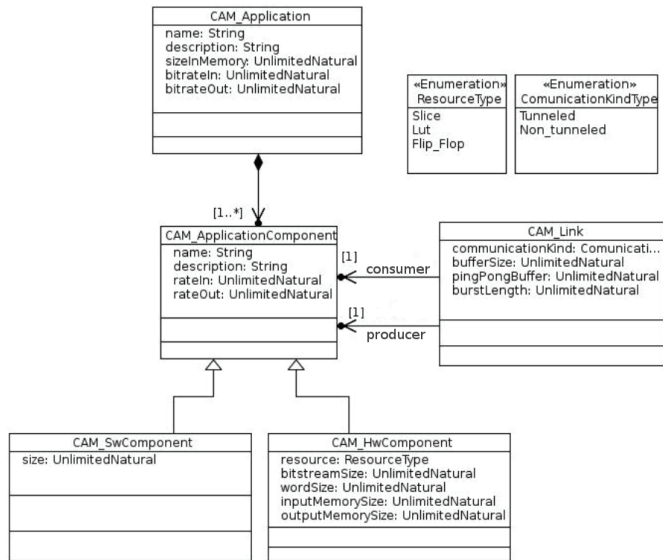 CAM_Application
name: String
description: String
sizeInMemory: UnlimitedNatural
bitrateIn: UnlimitedNatural
bitrateOut: UnlimitedNatural
«Enumeration»
ResourceType
Slice
Lut
Flip_Flop
«Enumeration»
ComunicationKindType
Tunneled
Non_tunneled
[1..*]
CAM_ApplicationComponent
name: String
description: String
rateIn: UnlimitedNatural
rateOut: UnlimitedNatural
[1]
consumer
[1]
producer
CAM_Link
communicationKind: Comunicati...
bufferSize: UnlimitedNatural
pingPongBuffer: UnlimitedNatural
burstLength: UnlimitedNatural
CAM_SwComponent
size: UnlimitedNatural
CAM_HwComponent
resource: ResourceType
bitstreamSize: UnlimitedNatural
wordSize: UnlimitedNatural
inputMemorySize: UnlimitedNatural
outputMemorySize: UnlimitedNatural